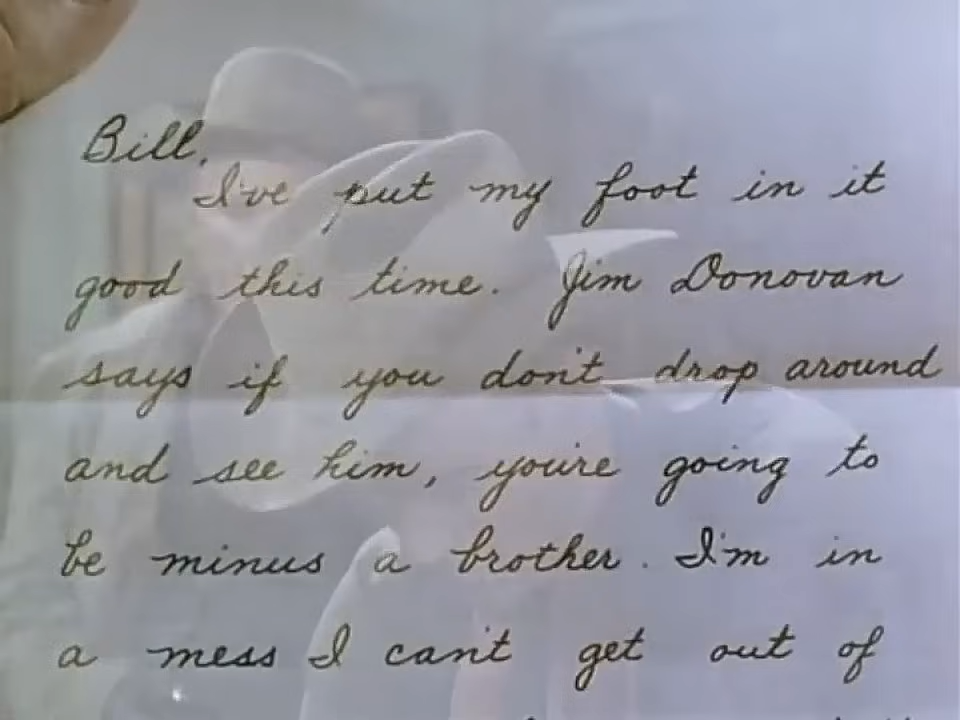 Bill,
I've put my foot in it
good this time. Jim Donovan
says if you don't drop around
and see him, you're going to
be minus a brother. I'm in
a mess I can't get out of